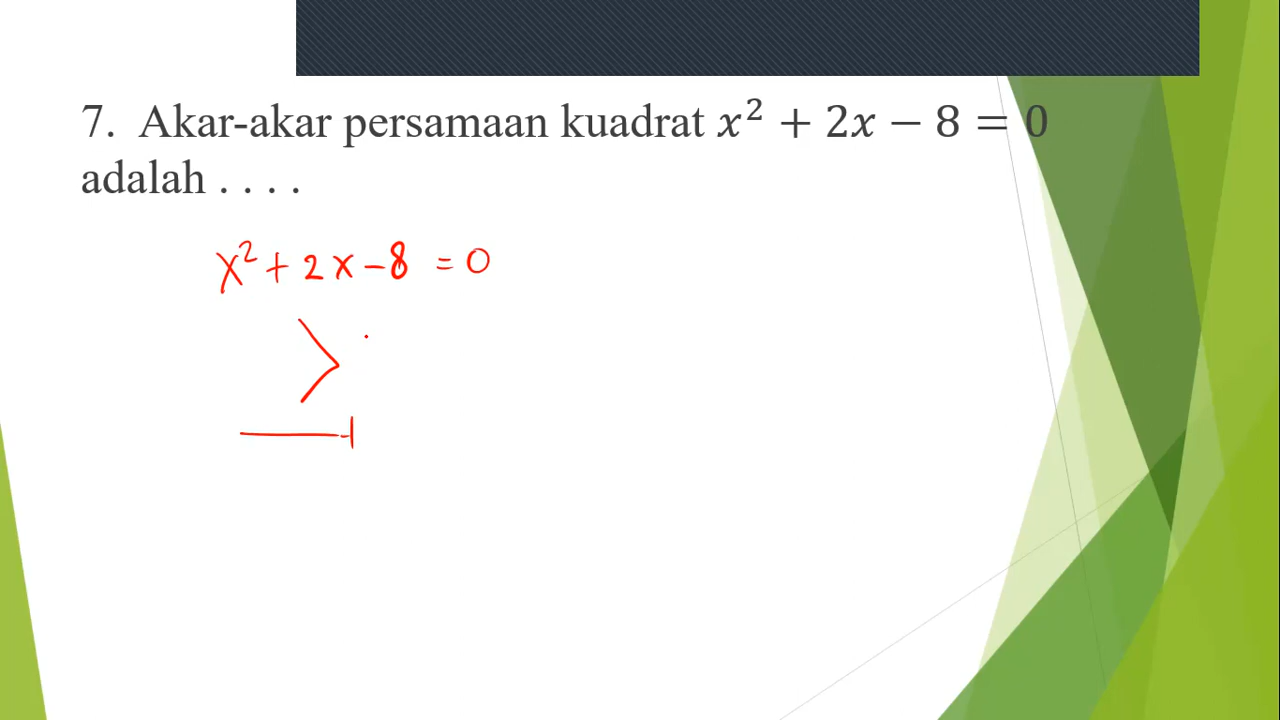 7. Akar-akar persamaan kuadrat x² + 2x − 8 = 0
adalah . . . .
x² + 2x − 8 = 0
>